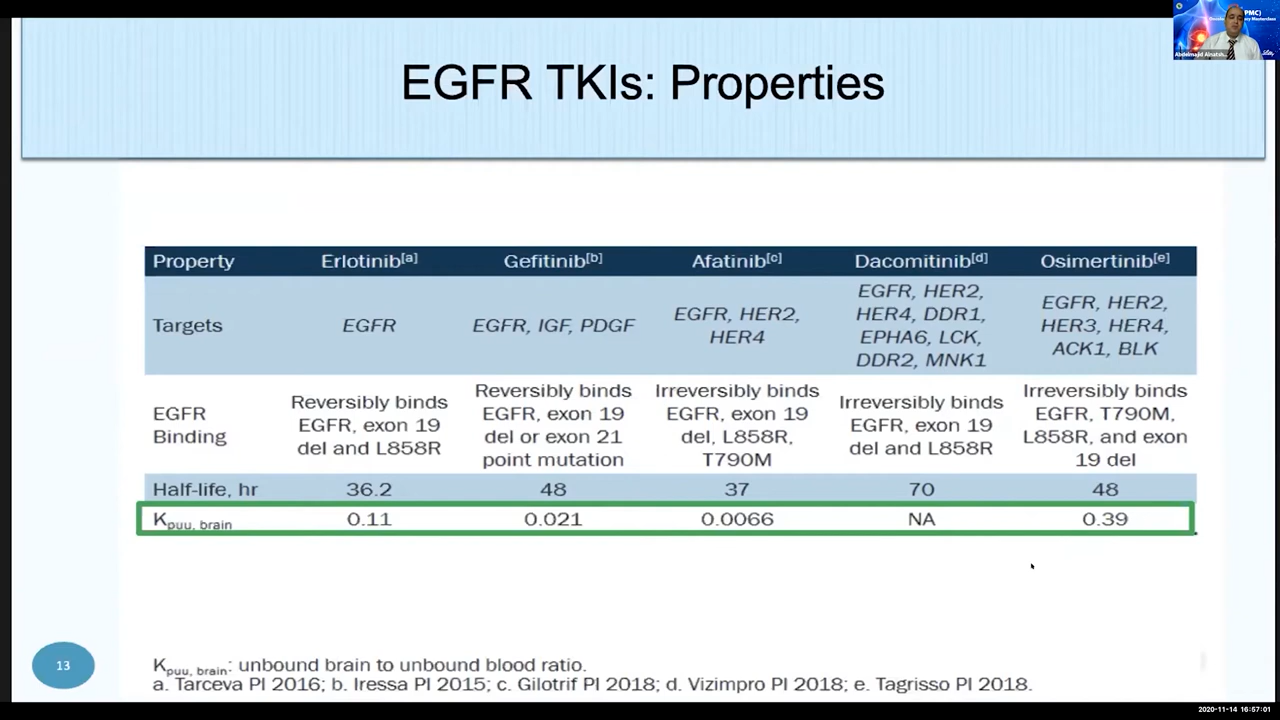 PMC)
EGFR TKIs: Properties
Property Erlotinib[a] Gefitinib[b] Afatinib[c] Dacomitinib[d] Osimertinib[e]
Targets
EGFR
EGFR, IGF, PDGF
EGFR, HER2,
HER4
EGFR, HER2,
HER4, DDR1,
EPHA6, LCK,
DDR2, MNK1
EGFR, HER2,
HER3, HER4,
ACK1, BLK
EGFR
Binding
Reversibly binds
EGFR, exon 19
del and L858R
Reversibly binds
EGFR, exon 19
del or exon 21
point mutation
Irreversibly binds
EGFR, exon 19
del, L858R,
T790M
Irreversibly binds
EGFR, exon 19
del and L858R
Irreversibly binds
EGFR, T790M,
L858R, and exon
19 del
Half-life, hr 36.2 48 37 70 48
Kpuu, brain 0.11 0.021 0.0066 NA 0.39
13
Kpuu, brain: unbound brain to unbound blood ratio.
a. Tarceva PI 2016; b. Iressa PI 2015; c. Gilotrif PI 2018; d. Vizimpro PI 2018; e. Tagrisso PI 2018.
2020-11-14 16:57:01